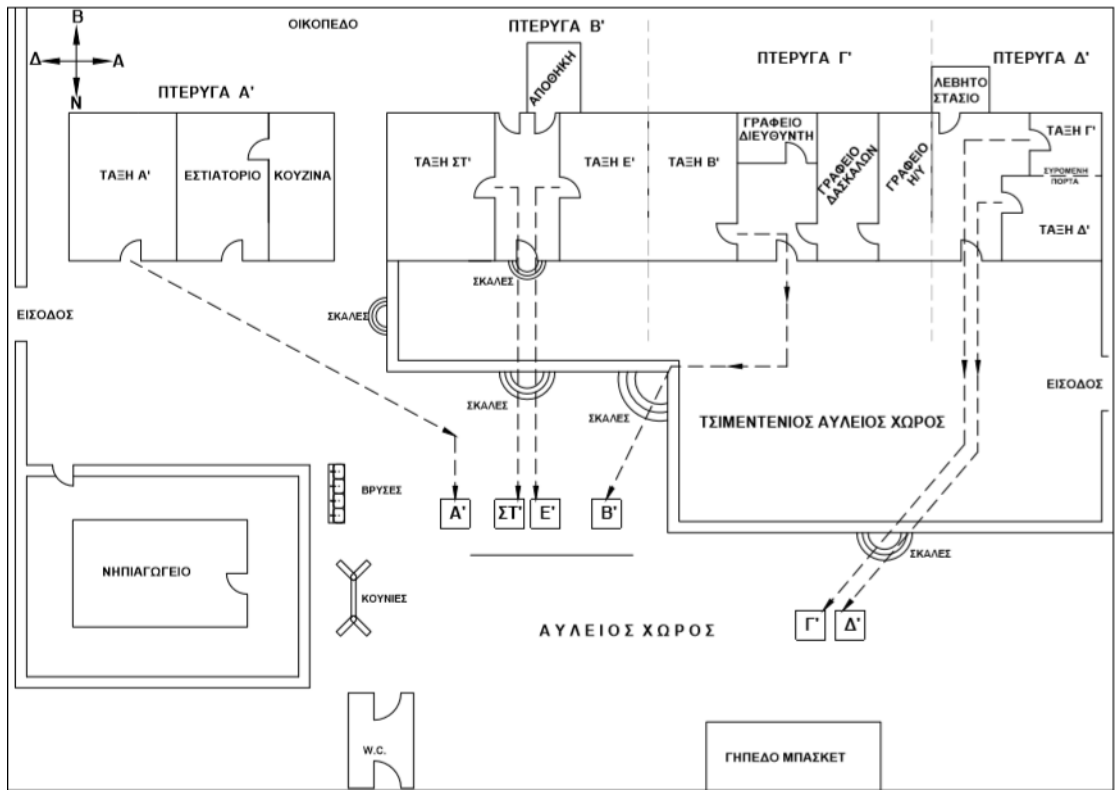 ΟΙΚΟΠΕΔΟ
ΠΤΕΡΥΓΑ Β'
ΠΤΕΡΥΓΑ Γ'
ΠΤΕΡΥΓΑ Δ'
Β
Δ
Α
Ν
ΠΤΕΡΥΓΑ Α'
ΑΠΟΘΗΚΗ
ΛΕΒΗΤΟ
ΣΤΑΣΙΟ
ΤΑΞΗ Α'
ΕΣΤΙΑΤΟΡΙΟ
ΚΟΥΖΙΝΑ
ΤΑΞΗ ΣΤ'
ΤΑΞΗ Ε'
ΤΑΞΗ Β'
ΓΡΑΦΕΙΟ
ΔΙΕΥΘΥΝΤΗ
ΓΡΑΦΕΙΟ
ΔΑΣΚΑΛΩΝ
ΓΡΑΦΕΙΟ
Η/Υ
ΤΑΞΗ Γ'
ΣΥΡΟΜΕΝΗ
ΠΟΡΤΑ
ΤΑΞΗ Δ'
ΣΚΑΛΕΣ
ΕΙΣΟΔΟΣ
ΣΚΑΛΕΣ
ΕΙΣΟΔΟΣ
ΣΚΑΛΕΣ
ΣΚΑΛΕΣ
ΤΣΙΜΕΝΤΕΝΙΟΣ ΑΥΛΕΙΟΣ ΧΩΡΟΣ
ΒΡΥΣΕΣ
Α'
ΣΤ'
Ε'
Β'
ΣΚΑΛΕΣ
ΝΗΠΙΑΓΩΓΕΙΟ
ΚΟΥΝΙΕΣ
ΑΥΛΕΙΟΣ ΧΩΡΟΣ
Γ'
Δ'
W.C.
ΓΗΠΕΔΟ ΜΠΑΣΚΕΤ